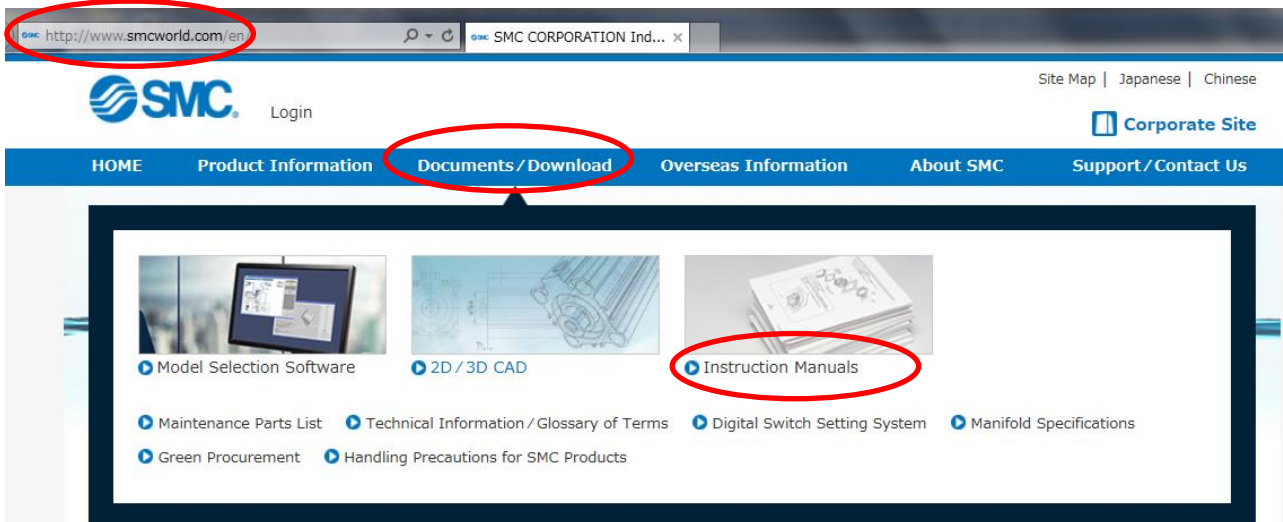 http://www.smcworld.com/en
SMC CORPORATION Ind...
Site Map | Japanese | Chinese
SMC. Login
Corporate Site
HOME Product Information Documents/Download Overseas Information About SMC Support/Contact Us
Model Selection Software 2D/3D CAD Instruction Manuals
Maintenance Parts List Technical Information/Glossary of Terms Digital Switch Setting System Manifold Specifications
Green Procurement Handling Precautions for SMC Products